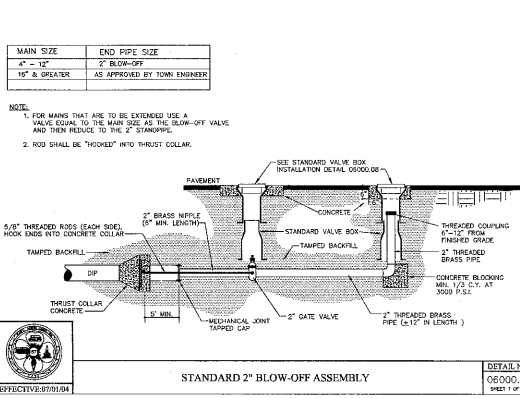 MAIN SIZE
END PIPE SIZE
4" - 12"
2" BLOW-OFF
16" & GREATER
AS APPROVED BY TOWN ENGINEER
NOTE:
1. FOR MAINS THAT ARE TO BE EXTENDED USE A
VALVE EQUAL TO THE MAIN SIZE AS THE BLOW-OFF VALVE
AND THEN REDUCE TO THE 2" STANDPIPE.
2. ROD SHALL BE "HOOKED" INTO THRUST COLLAR.
SEE STANDARD VALVE BOX
INSTALLATION DETAIL 06000.08
PAVEMENT
CONCRETE
2" BRASS NIPPLE
(6" MIN. LENGTH)
5/8" THREADED RODS (EACH SIDE),
HOOK ENDS INTO CONCRETE COLLAR
STANDARD VALVE BOX
THREADED COUPLING
6"-12" FROM
FINISHED GRADE
TAMPED BACKFILL
TAMPED BACKFILL
2" THREADED
BRASS PIPE
DIP
CONCRETE BLOCKING
MIN. 1/3 C.Y. AT
3000 P.S.I.
THRUST COLLAR
CONCRETE
5' MIN.
MECHANICAL JOINT
TAPPED CAP
2" GATE VALVE
2" THREADED BRASS
PIPE (±12" IN LENGTH )
STANDARD 2" BLOW-OFF ASSEMBLY
EFFECTIVE:07/01/04
DETAIL N
06000.
SHEET 1 OF